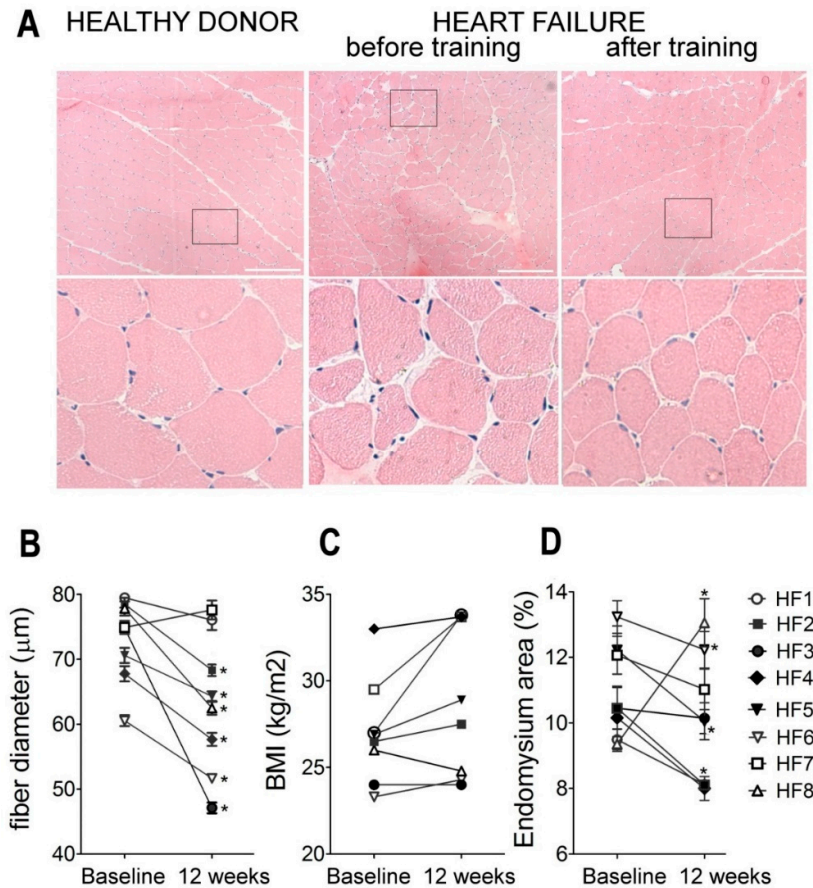 A HEALTHY DONOR HEART FAILURE
before training after training
B C D
fiber diameter (μm)
80
70
60
50
40
* * * * * *
Baseline 12 weeks
BMI (kg/m2)
35
30
25
20
Baseline 12 weeks
Endomysium area (%)
14
12
10
8
6
* * * *
Baseline 12 weeks
HF1
HF2
HF3
HF4
HF5
HF6
HF7
HF8